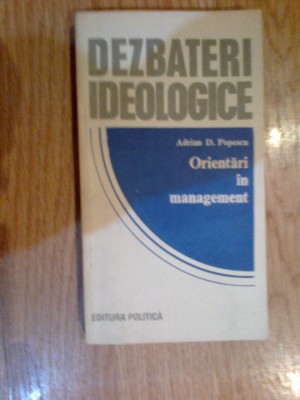 DEZBATERI
IDEOLOGICE
Adrian D. Popescu
Orientări
în
management
EDITURA POLITICĂ